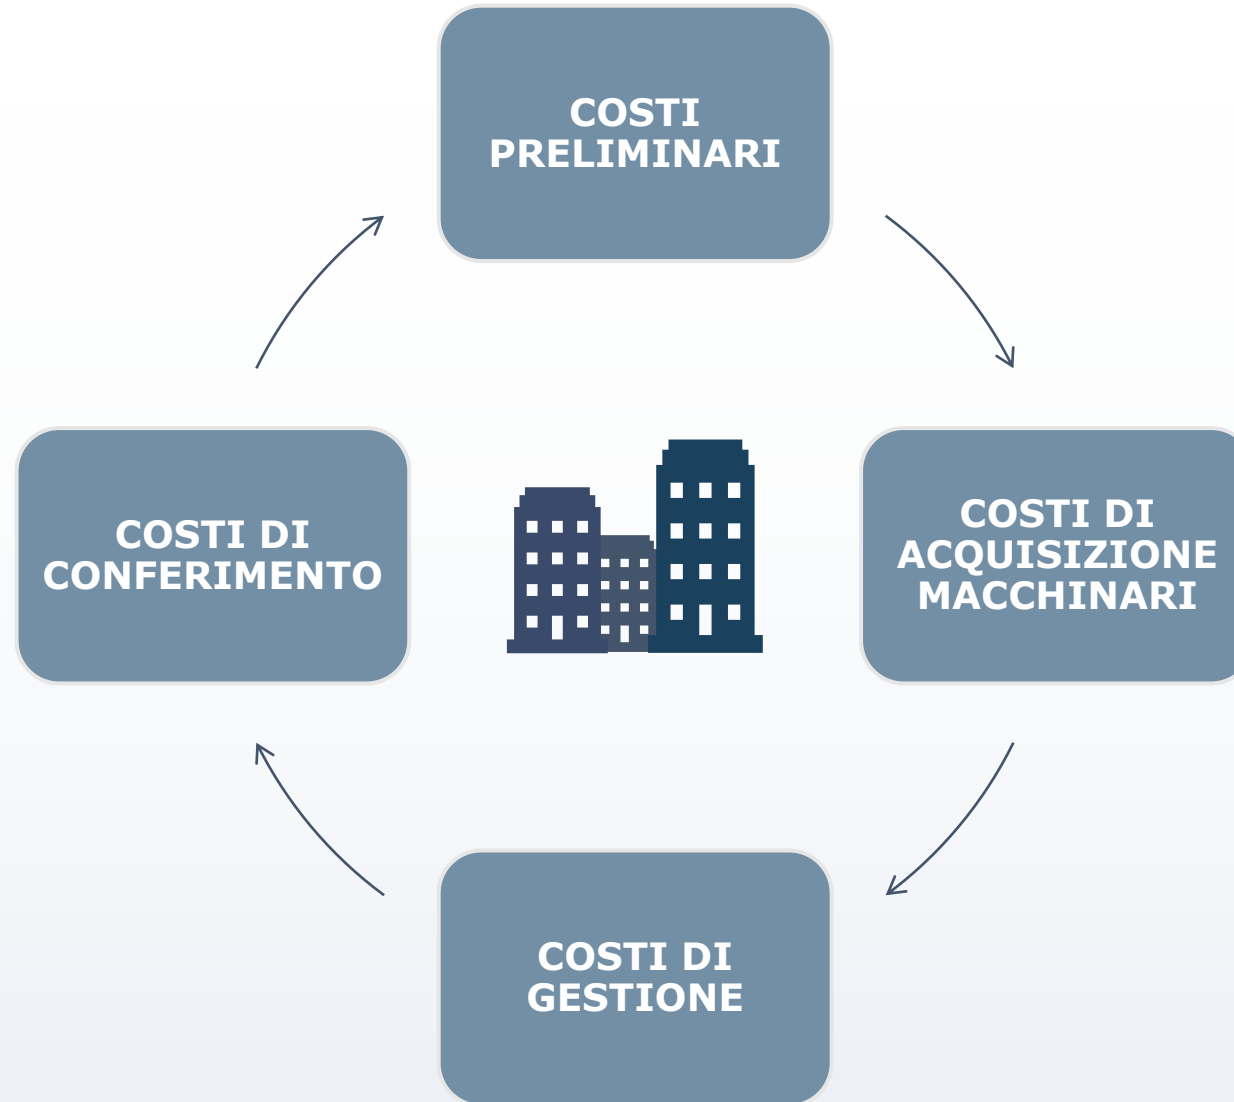 COSTI
PRELIMINARI
COSTI DI
CONFERIMENTO
COSTI DI
ACQUISIZIONE
MACCHINARI
COSTI DI
GESTIONE